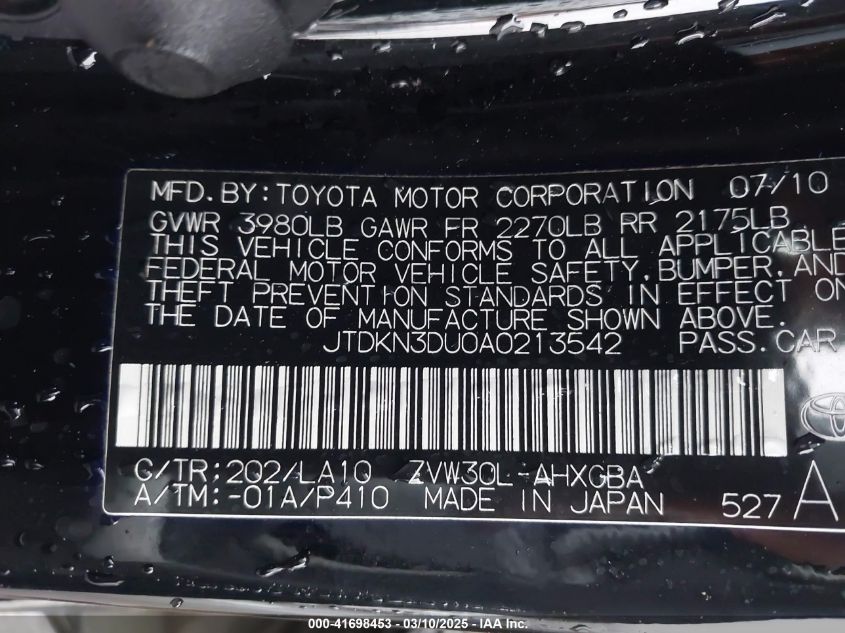 MFD.BY:TOYOTA MOTOR CORPORATION 07/10
GVWR 3980LB GAWR FR 2270LB RR 2175LB
THIS VEHICLE CONFORMS TO ALL APPLICABLE
FEDERAL MOTOR VEHICLE SAFETY,BUMPER,AND
THEFT PREVENTION STANDARDS IN EFFECT ON
THE DATE OF MANUFACTURE SHOWN ABOVE.
JTDKN3DU0A0213542 PASS.CAR
C/TR:202/LA10 ZVW30L-AHXGBA
A/TM:-01A/P410 MADE IN JAPAN 527 A
000-41698453 - 03/10/2025 - IAA, Inc.